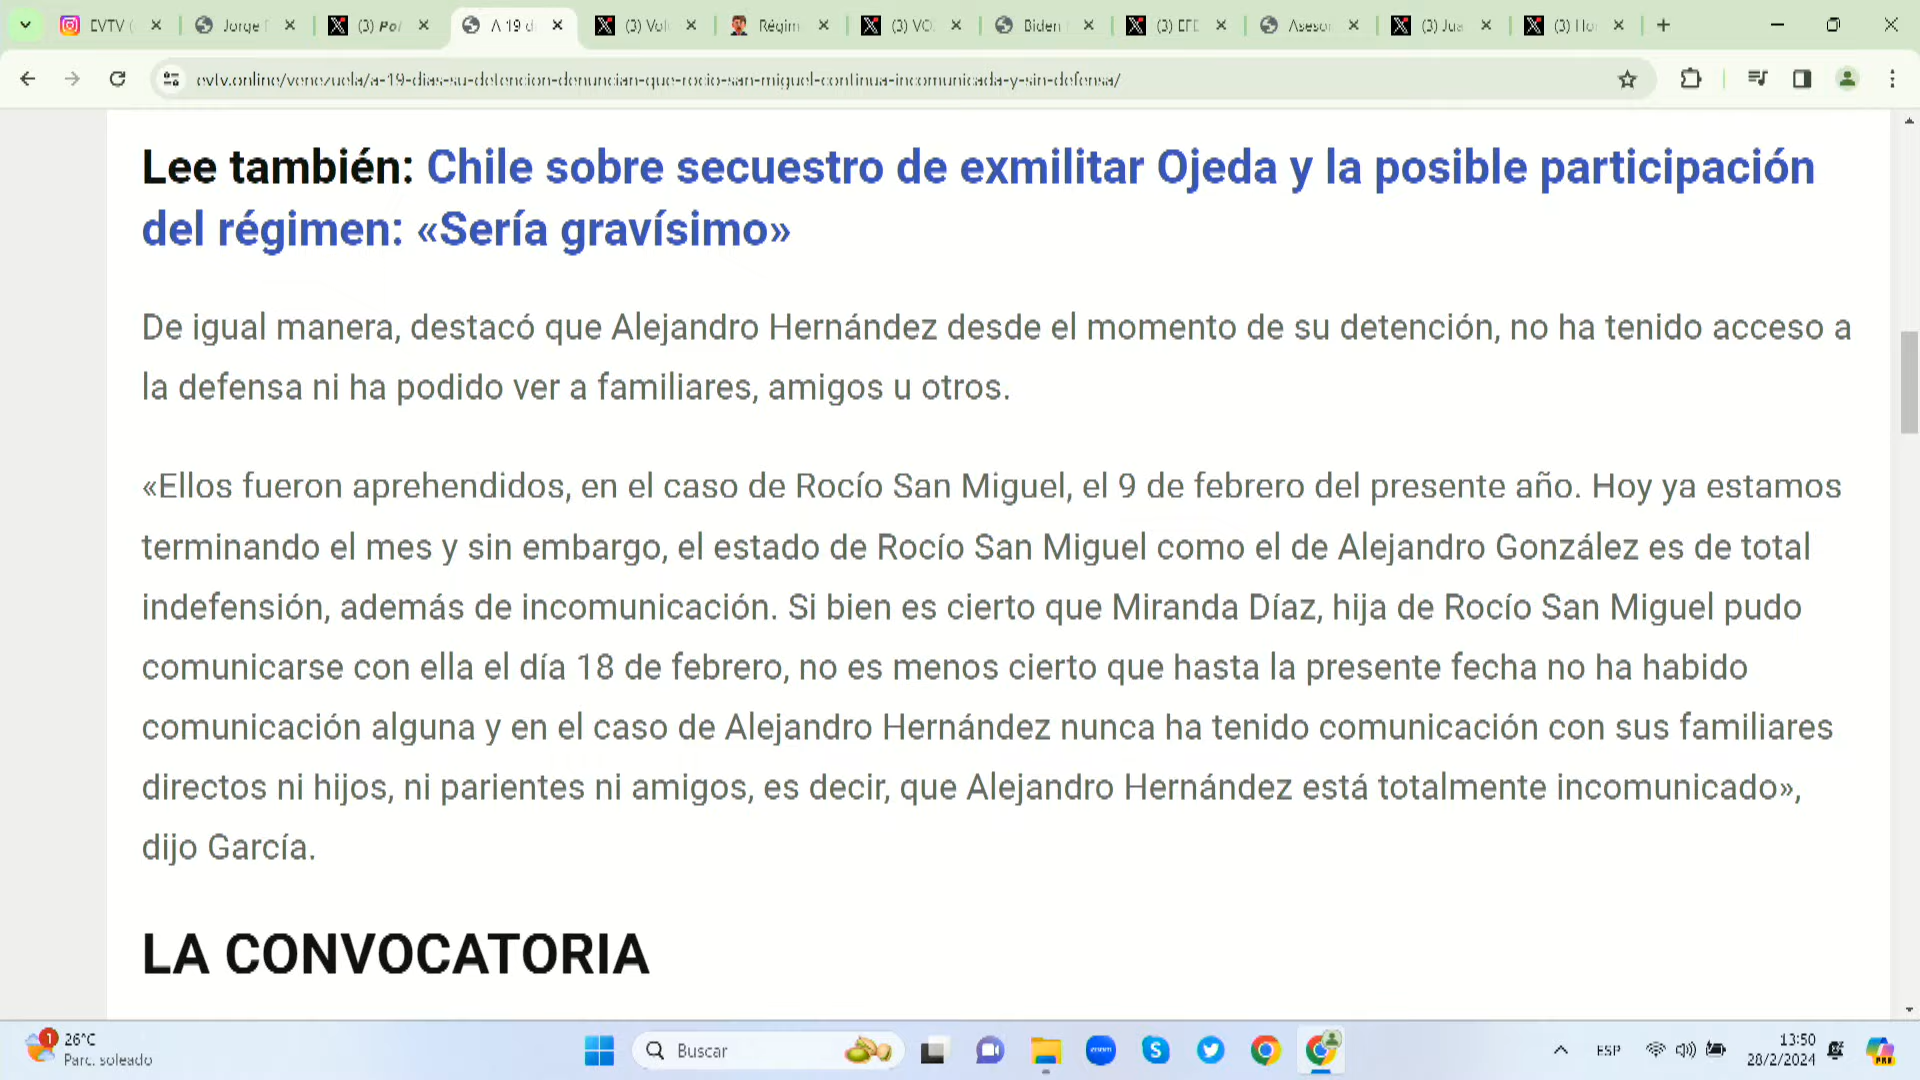 EVTV (
Jorge
(3) Pol
A 19 d
(3) Vol
Régim
(3) VO
Biden
(3) EFE
Asesor
(3) Jua
evtv.online/venezuela/a-19-dias-su-detencion-denuncian-que-rocio-san-miguel-continua-incomunicada-y-sin-defensa/
Lee también: Chile sobre secuestro de exmilitar Ojeda y la posible participación
del régimen: «Sería gravísimo»
De igual manera, destacó que Alejandro Hernández desde el momento de su detención, no ha tenido acceso a
la defensa ni ha podido ver a familiares, amigos u otros.
«Ellos fueron aprehendidos, en el caso de Rocío San Miguel, el 9 de febrero del presente año. Hoy ya estamos
terminando el mes y sin embargo, el estado de Rocío San Miguel como el de Alejandro González es de total
indefensión, además de incomunicación. Si bien es cierto que Miranda Díaz, hija de Rocío San Miguel pudo
comunicarse con ella el día 18 de febrero, no es menos cierto que hasta la presente fecha no ha habido
comunicación alguna y en el caso de Alejandro Hernández nunca ha tenido comunicación con sus familiares
directos ni hijos, ni parientes ni amigos, es decir, que Alejandro Hernández está totalmente incomunicado»,
dijo García.
LA CONVOCATORIA
1
26°C
Parc. soleado
Buscar
zoom
ESP
13:50
28/2/2024
PRE